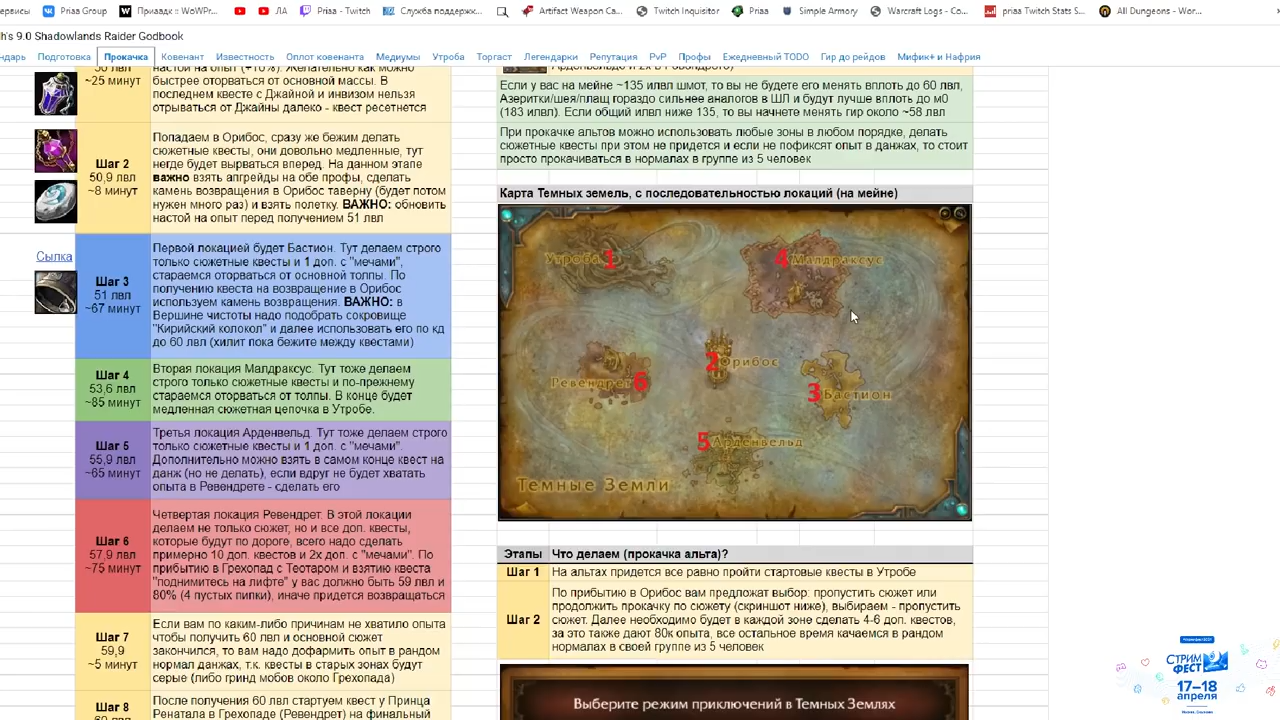 ервисы
Priaa Group
Приаадк :: WoWPr...
ЛА
Priaa - Twitch
Служба поддержк...
Artifact Weapon Ca...
Twitch Inquisitor
Priaa
Simple Armory
Warcraft Logs - Co...
priaa Twitch Stats S...
All Dungeons - Wor...
h's 9.0 Shadowlands Raider Godbook
ндарь
Подготовка
Прокачка
Ковенант
Известность
Оплот ковенанта
Медиумы
Утроба
Торгаст
Легендарки
Репутация
PvP
Профы
Ежедневный TODO
Гир до рейдов
Мифик+ и Нафрия
50 лвл
~25 минут
настой на опыт (+10%). Желательно как можно
быстрее оторваться от основной массы. В
последнем квесте с Джайной и инвизом нельзя
отрываться от Джайны далеко - квест ресетнется
Шаг 2
50,9 лвл
~8 минут
Попадаем в Орибос, сразу же бежим делать
сюжетные квесты, они довольно медленные, тут
негде будет вырваться вперед. На данном этапе
важно взять апгрейды на обе профы, сделать
камень возвращения в Орибос таверну (будет потом
нужен много раз) и взять полетку. ВАЖНО: обновить
настой на опыт перед получением 51 лвл
Сылка
Шаг 3
51 лвл
~67 минут
Первой локацией будет Бастион. Тут делаем строго
только сюжетные квесты и 1 доп. с "мечами",
стараемся оторваться от основной толпы. По
получению квеста на возвращение в Орибос
используем камень возвращения. ВАЖНО: в
Вершине чистоты надо подобрать сокровище
"Кирийский колокол" и далее использовать его по кд
до 60 лвл (хилит пока бежите между квестами)
Шаг 4
53,6 лвл
~85 минут
Вторая локация Малдраксус. Тут тоже делаем
строго только сюжетные квесты и по-прежнему
стараемся оторваться от толпы. В конце будет
медленная сюжетная цепочка в Утробе.
Шаг 5
55,9 лвл
~65 минут
Третья локация Арденвельд. Тут тоже делаем строго
только сюжетные квесты и 1 доп. с "мечами".
Дополнительно можно взять в самом конце квест на
данж (но не делать), если вдруг не будет хватать
опыта в Ревендрете - сделать его
Шаг 6
57,9 лвл
~75 минут
Четвертая локация Ревендрет. В этой локации
делаем не только сюжет, но и все доп. квесты,
которые будут по дороге, всего надо сделать
примерно 10 доп. квестов и 2х доп. с "мечами". По
прибытию в Грехопад с Теотаром и взятию квеста
"поднимитесь на лифте" у вас должно быть 59 лвл и
80% (4 пустых пипки), иначе придется возвращаться
Шаг 7
59,9
~5 минут
Если вам по каким-либо причинам не хватило опыта
чтобы получить 60 лвл и основной сюжет
закончился, то вам надо дофармить опыт в рандом
нормал данжах, т.к. квесты в старых зонах будут
серые (либо гринд мобов около Грехопада)
Шаг 8
После получения 60 лвл стартуем квест у Принца
Ренатала в Грехопаде (Ревендрет) на финальный
Если у вас на мейне ~135 илвл шмот, то вы не будете его менять вплоть до 60 лвл,
Азеритки/шея/плащ гораздо сильнее аналогов в ШЛ и будут лучше вплоть до м0
(183 илвл). Если общий илвл ниже 135, то вы начнете менять гир около ~58 лвл
При прокачке альтов можно использовать любые зоны в любом порядке, делать
сюжетные квесты при этом не придется и если не пофиксят опыт в данжах, то стоит
просто прокачиваться в нормалах в группе из 5 человек
Карта Темных земель, с последовательностью локаций (на мейне)
Утроба 1
4 Малдраксус
2 Орибос
Ревендрет 6
3 Бастион
5 Арденвельд
Темные Земли
Этапы
Что делаем (прокачка альта)?
Шаг 1
На альтах придется все равно пройти стартовые квесты в Утробе
Шаг 2
По прибытию в Орибос вам предложат выбор: пропустить сюжет или
продолжить прокачку по сюжету (скриншот ниже), выбираем - пропустить
сюжет. Далее необходимо будет в каждой зоне сделать 4-6 доп. квестов,
за это также дают 80к опыта, все остальное время качаемся в рандом
нормалах в своей группе из 5 человек
Выберите режим приключений в Темных Землях
СТРИМ
ФЕСТ
17–18
апреля